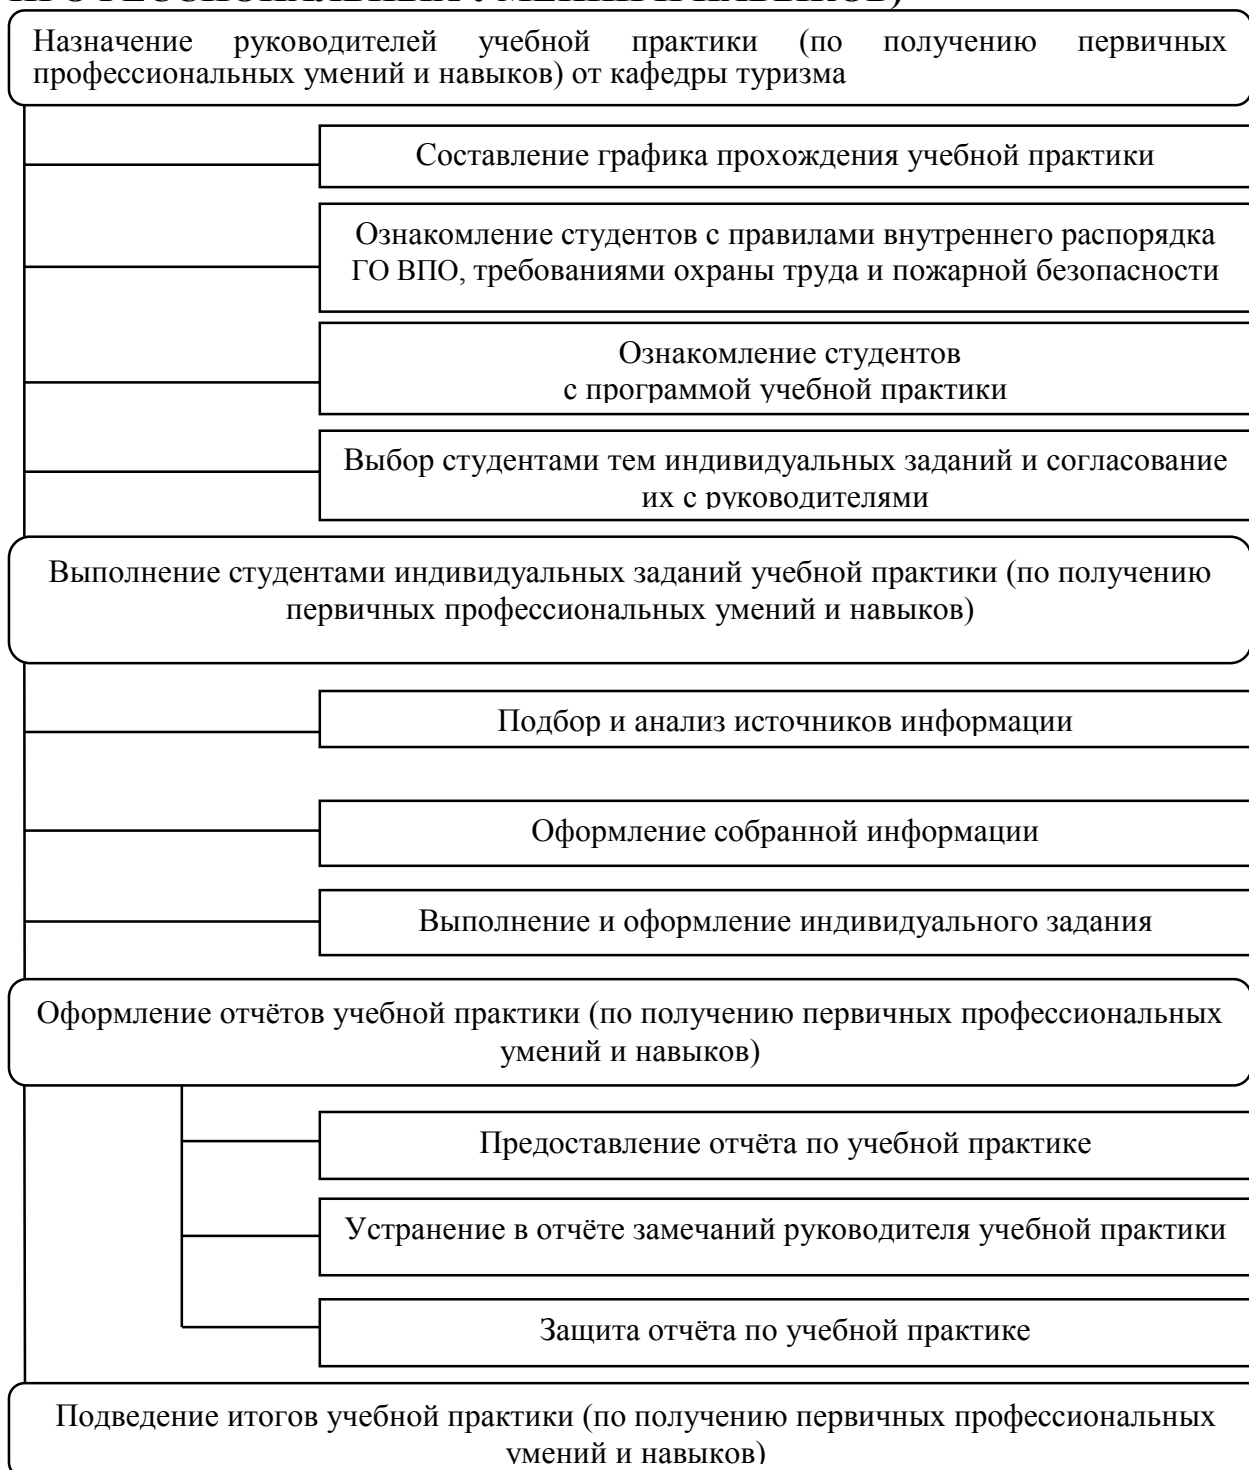 ПРОФЕССИОНАЛЬНЫХ УМЕНИЙ И НАВЫКОВ)
Назначение руководителей учебной практики (по получению первичных
профессиональных умений и навыков) от кафедры туризма
Составление графика прохождения учебной практики
Ознакомление студентов с правилами внутреннего распорядка
ГО ВПО, требованиями охраны труда и пожарной безопасности
Ознакомление студентов
с программой учебной практики
Выбор студентами тем индивидуальных заданий и согласование
их с руководителями
Выполнение студентами индивидуальных заданий учебной практики (по получению
первичных профессиональных умений и навыков)
Подбор и анализ источников информации
Оформление собранной информации
Выполнение и оформление индивидуального задания
Оформление отчётов учебной практики (по получению первичных профессиональных
умений и навыков)
Предоставление отчёта по учебной практике
Устранение в отчёте замечаний руководителя учебной практики
Защита отчёта по учебной практике
Подведение итогов учебной практики (по получению первичных профессиональных
умений и навыков)